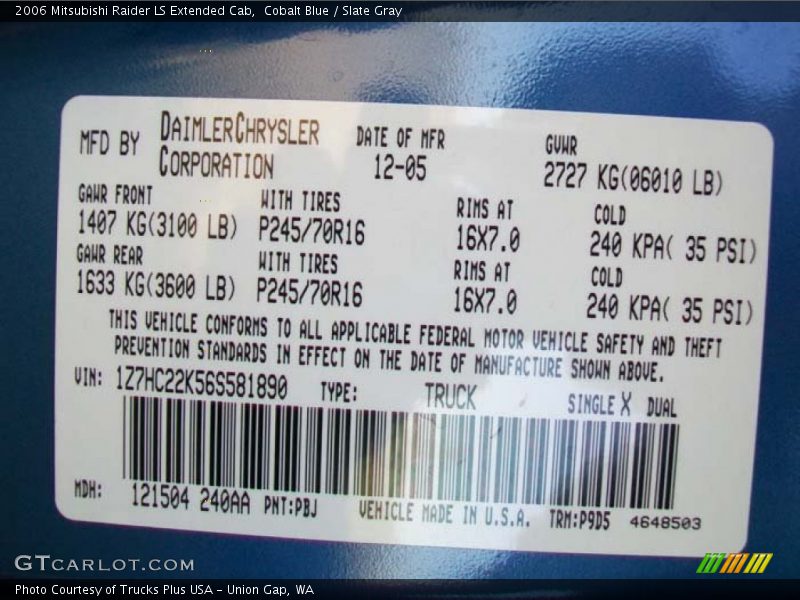 2006 Mitsubishi Raider LS Extended Cab,  Cobalt Blue / Slate Gray
MFD BY DAIMLERCHRYSLER CORPORATION DATE OF MFR 12-05 GVWR 2727 KG(06010 LB)
GAWR FRONT WITH TIRES RIMS AT COLD
1407 KG(3100 LB) P245/70R16 16X7.0 240 KPA( 35 PSI)
GAWR REAR WITH TIRES RIMS AT COLD
1633 KG(3600 LB) P245/70R16 16X7.0 240 KPA( 35 PSI)
THIS VEHICLE CONFORMS TO ALL APPLICABLE FEDERAL MOTOR VEHICLE SAFETY AND THEFT
PREVENTION STANDARDS IN EFFECT ON THE DATE OF MANUFACTURE SHOWN ABOVE.
VIN: 1Z7HC22K56S581890 TYPE: TRUCK SINGLE X DUAL
MDH: 121504 240AA PNT:PBJ VEHICLE MADE IN U.S.A. TRM:P9D5 4648503
GTCARLOT.COM
Photo Courtesy of Trucks Plus USA - Union Gap, WA